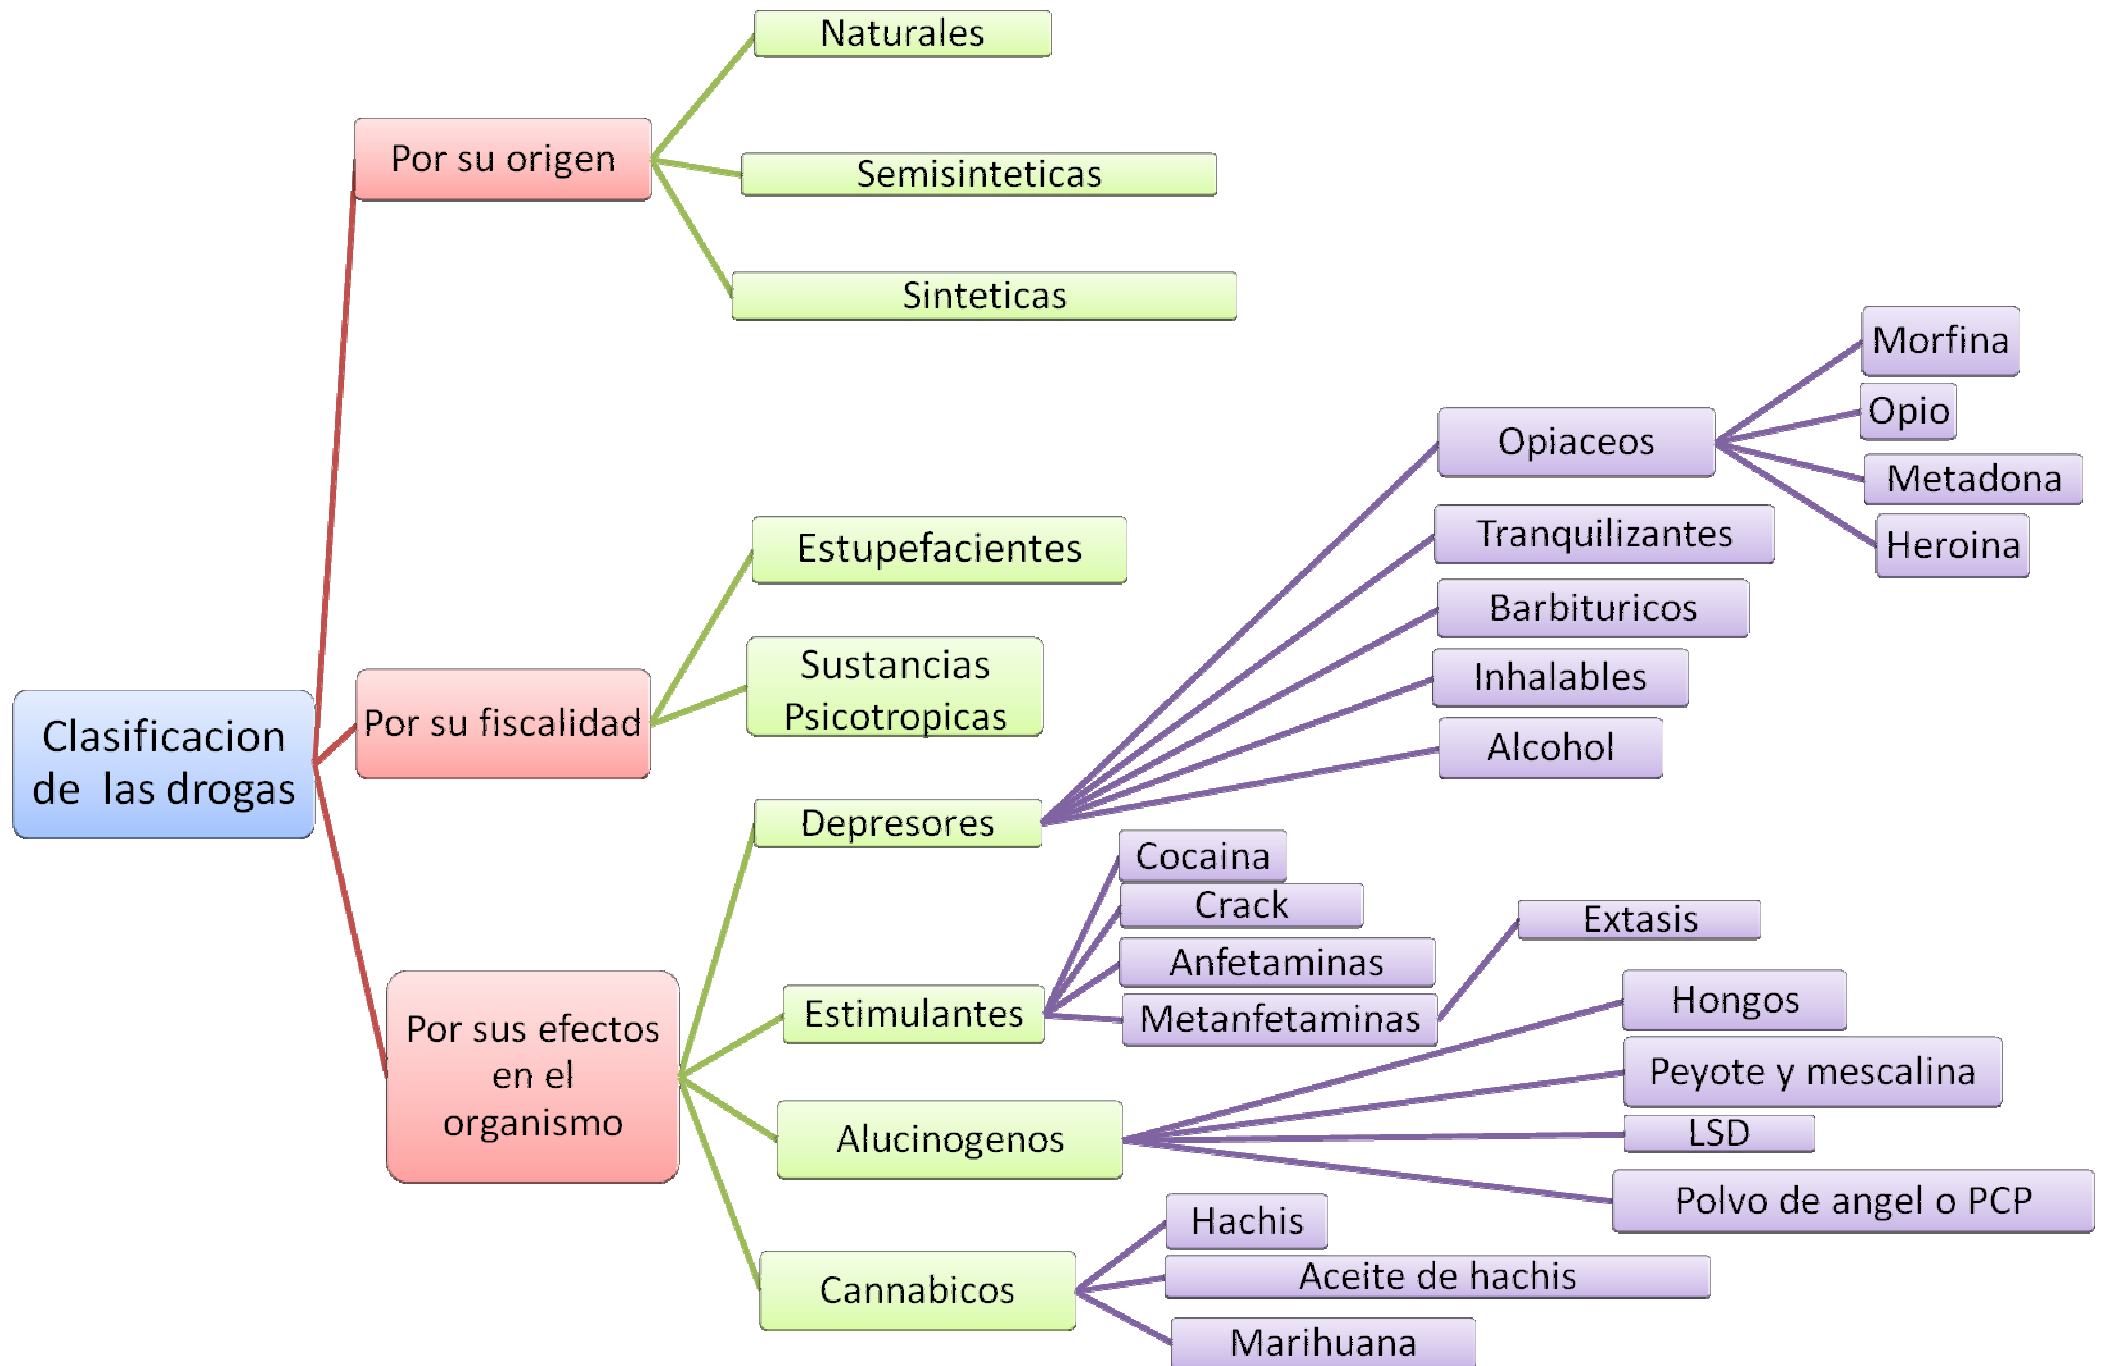 Clasificacion
de las drogas
Por su origen
Naturales
Semisinteticas
Sinteticas
Por su fiscalidad
Estupefacientes
Sustancias
Psicotropicas
Por sus efectos
en el
organismo
Depresores
Opiaceos
Morfina
Opio
Metadona
Heroina
Tranquilizantes
Barbituricos
Inhalables
Alcohol
Estimulantes
Cocaina
Crack
Anfetaminas
Metanfetaminas
Extasis
Alucinogenos
Hongos
Peyote y mescalina
LSD
Polvo de angel o PCP
Cannabicos
Hachis
Aceite de hachis
Marihuana